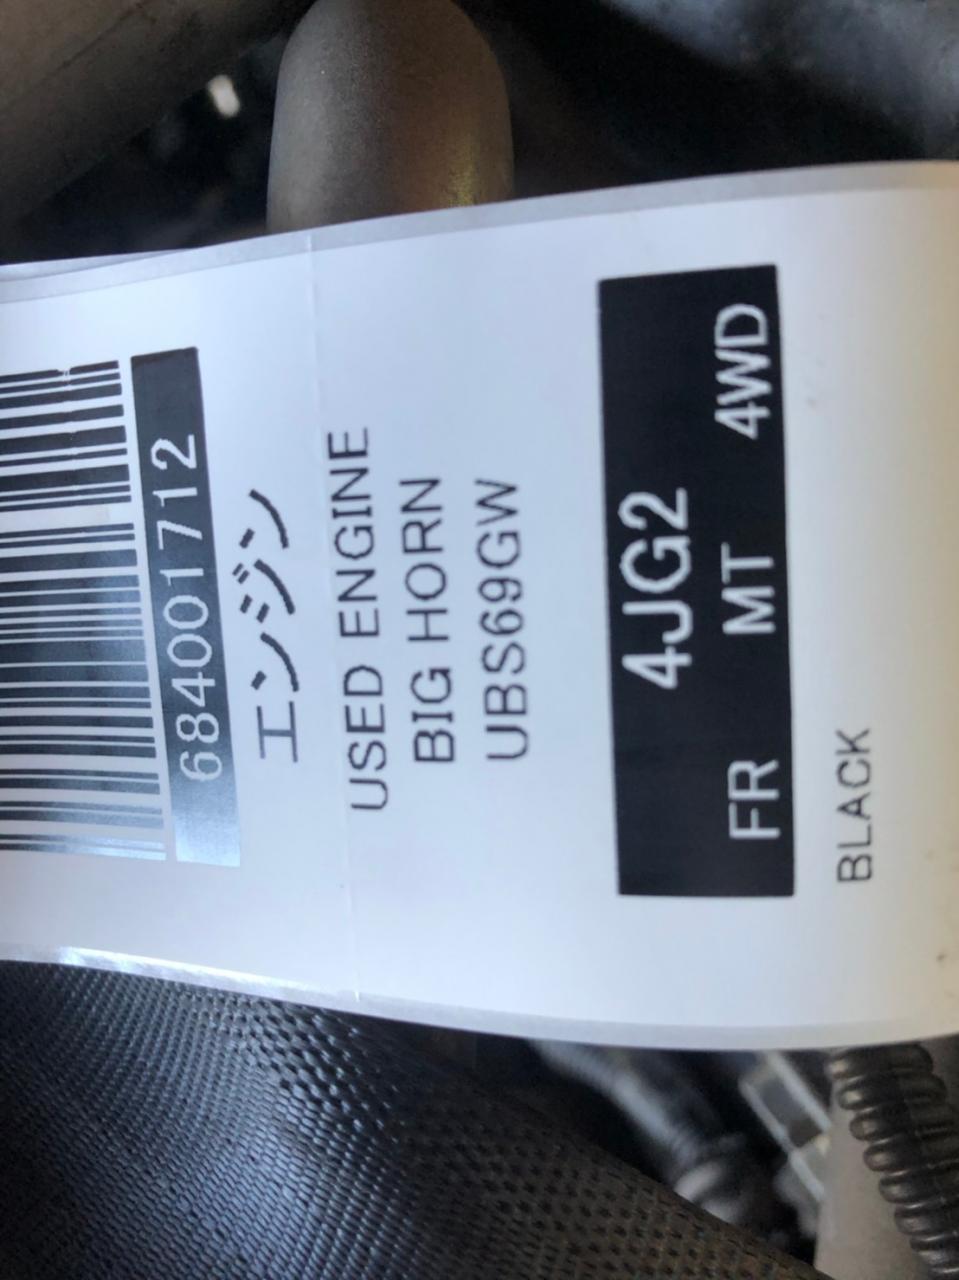 684001712
エンジン
USED ENGINE
BIG HORN
UBS69GW
4JG2
FR MT 4WD
BLACK